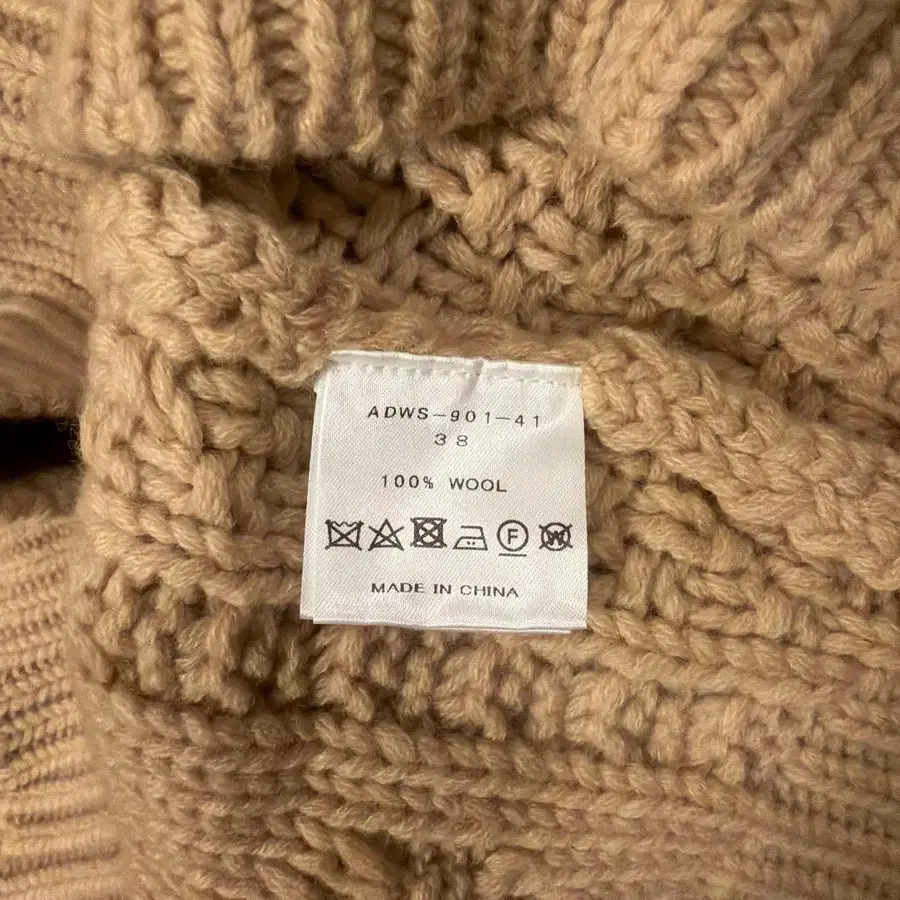 ADWS-901-41
38
100% WOOL
F W
MADE IN CHINA